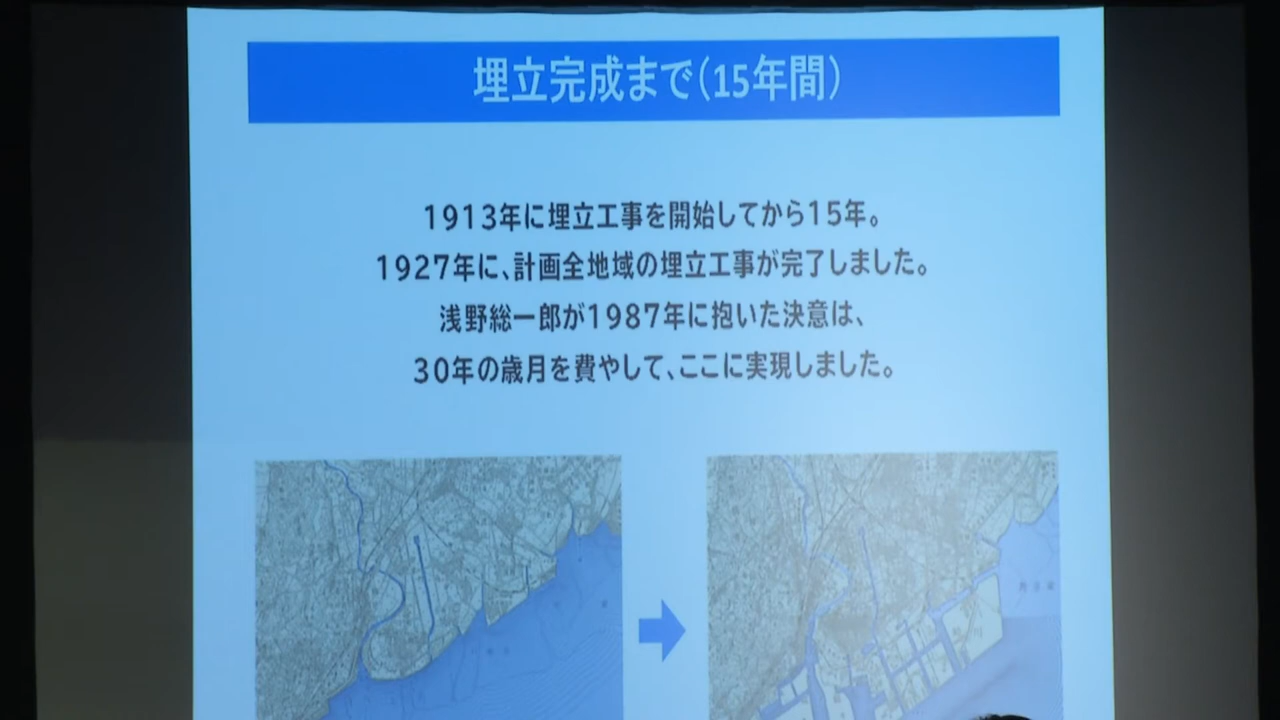 埋立完成まで(15年間)
1913年に埋立工事を開始してから15年。
1927年に、計画全地域の埋立工事が完了しました。
浅野総一郎が1987年に抱いた決意は、
30年の歳月を費やして、ここに実現しました。